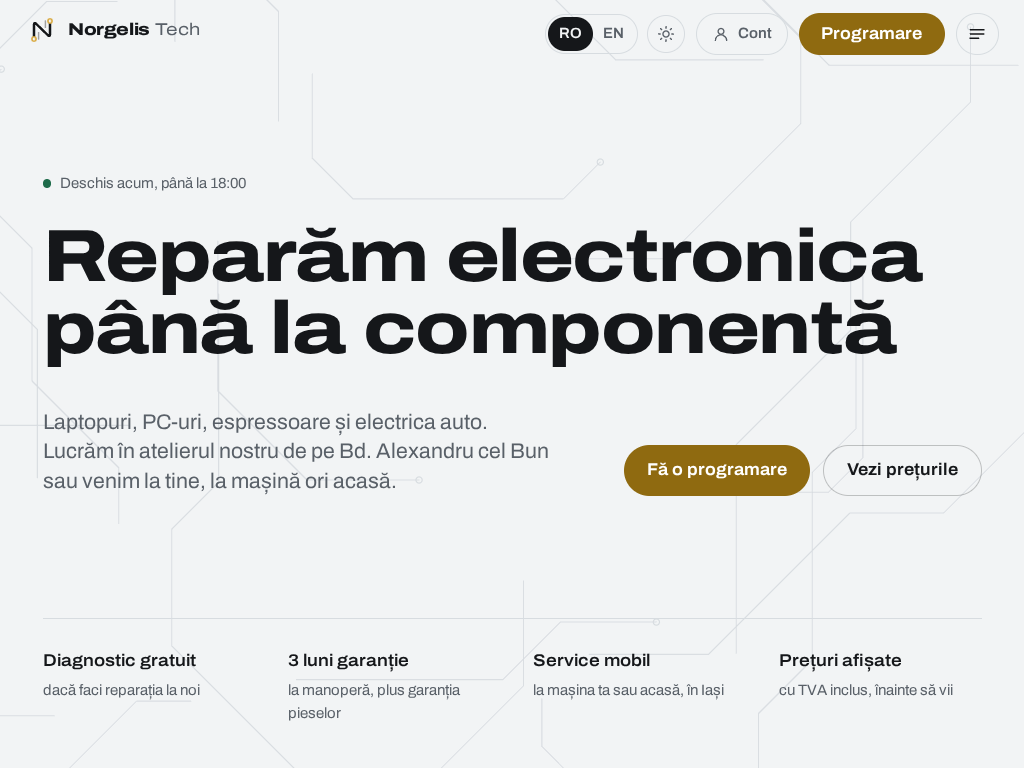 Norgelis Tech
RO EN Cont Programare
Deschis acum, până la 18:00
Reparăm electronica
până la componentă
Laptopuri, PC-uri, espressoare și electrica auto.
Lucrăm în atelierul nostru de pe Bd. Alexandru cel Bun
sau venim la tine, la mașină ori acasă.
Fă o programare
Vezi prețurile
Diagnostic gratuit
dacă faci reparația la noi
3 luni garanție
la manoperă, plus garanția
pieselor
Service mobil
la mașina ta sau acasă, în Iași
Prețuri afișate
cu TVA inclus, înainte să vii